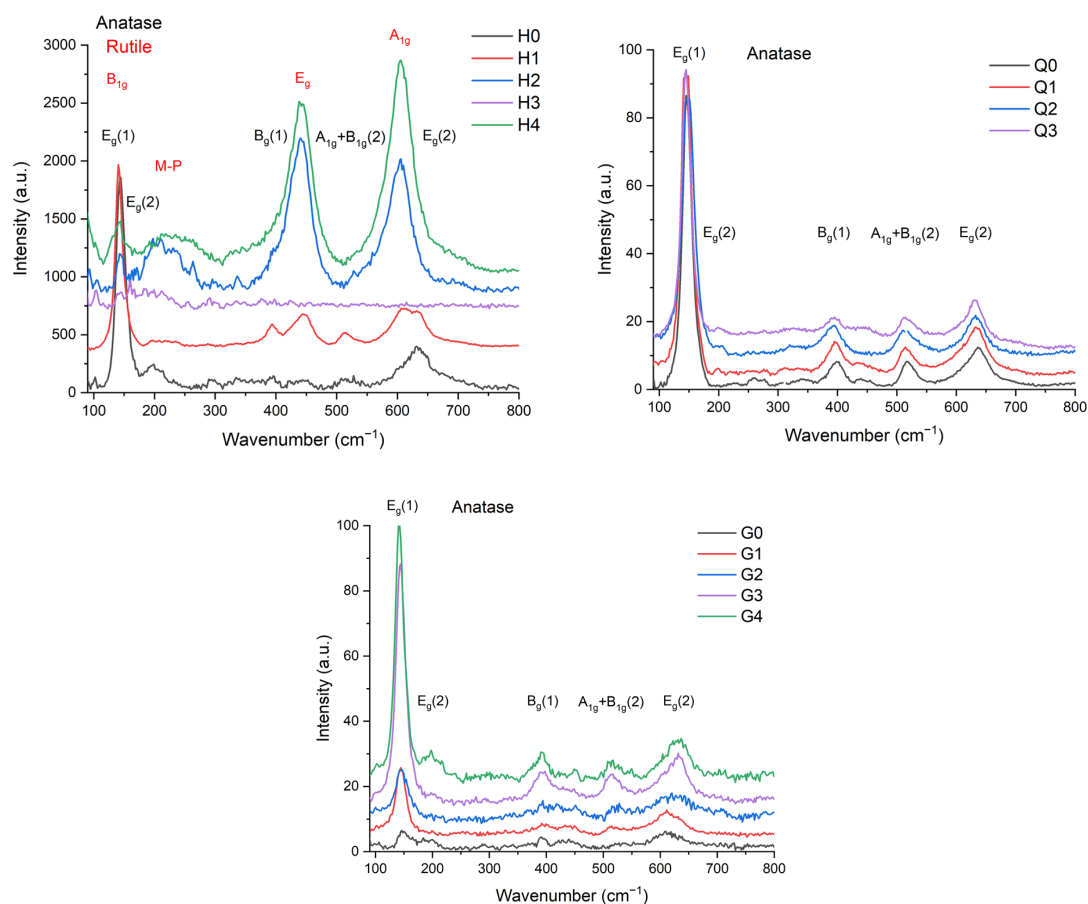 Anatase
Rutile
B1g
Eg(1)
Eg(2)
M-P
Eg
A1g
Bg(1)
A1g+B1g(2)
Eg(2)
H0
H1
H2
H3
H4
3000
2500
2000
1500
1000
500
0
Intensity (a.u.)
100 200 300 400 500 600 700 800
Wavenumber (cm−1)
Eg(1)
Anatase
Q0
Q1
Q2
Q3
Eg(2)
Bg(1)
A1g+B1g(2)
Eg(2)
100
80
60
40
20
0
Intensity (a.u.)
100 200 300 400 500 600 700 800
Wavenumber (cm−1)
Eg(1)
Anatase
G0
G1
G2
G3
G4
Eg(2)
Bg(1)
A1g+B1g(2)
Eg(2)
100
80
60
40
20
0
Intensity (a.u.)
100 200 300 400 500 600 700 800
Wavenumber (cm−1)